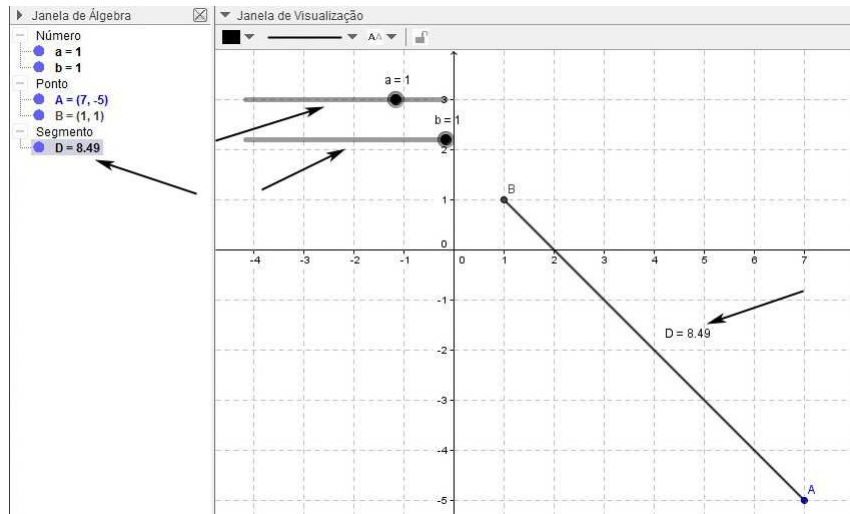 Janela de Álgebra
Número
a = 1
b = 1
Ponto
A = (7, -5)
B = (1, 1)
Segmento
D = 8.49
Janela de Visualização
AA
a = 1
3
b = 1
2
B
1
0
-4 -3 -2 -1 0 1 2 3 4 5 6 7 8
-1
D = 8.49
-2
-3
-4
A
-5